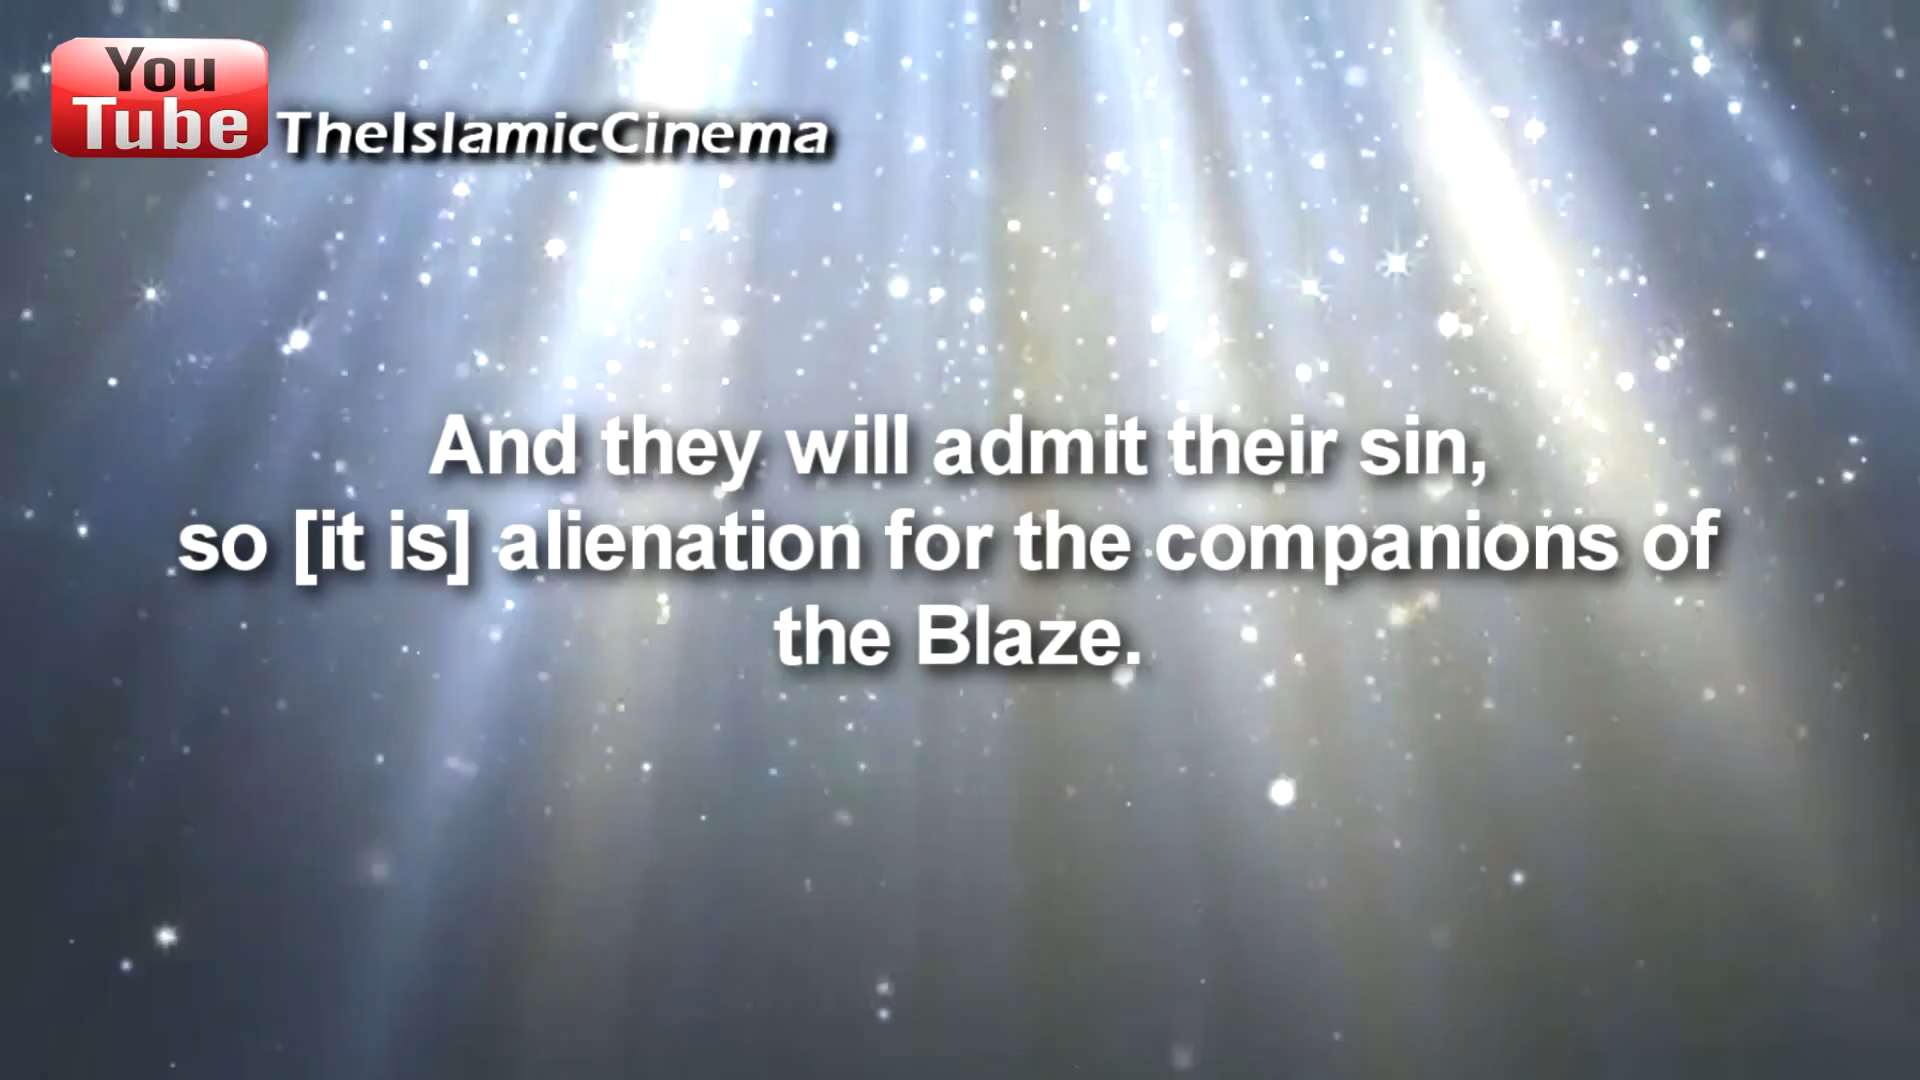 You
Tube
TheIslamicCinema
And they will admit their sin,
so [it is] alienation for the companions of
the Blaze.